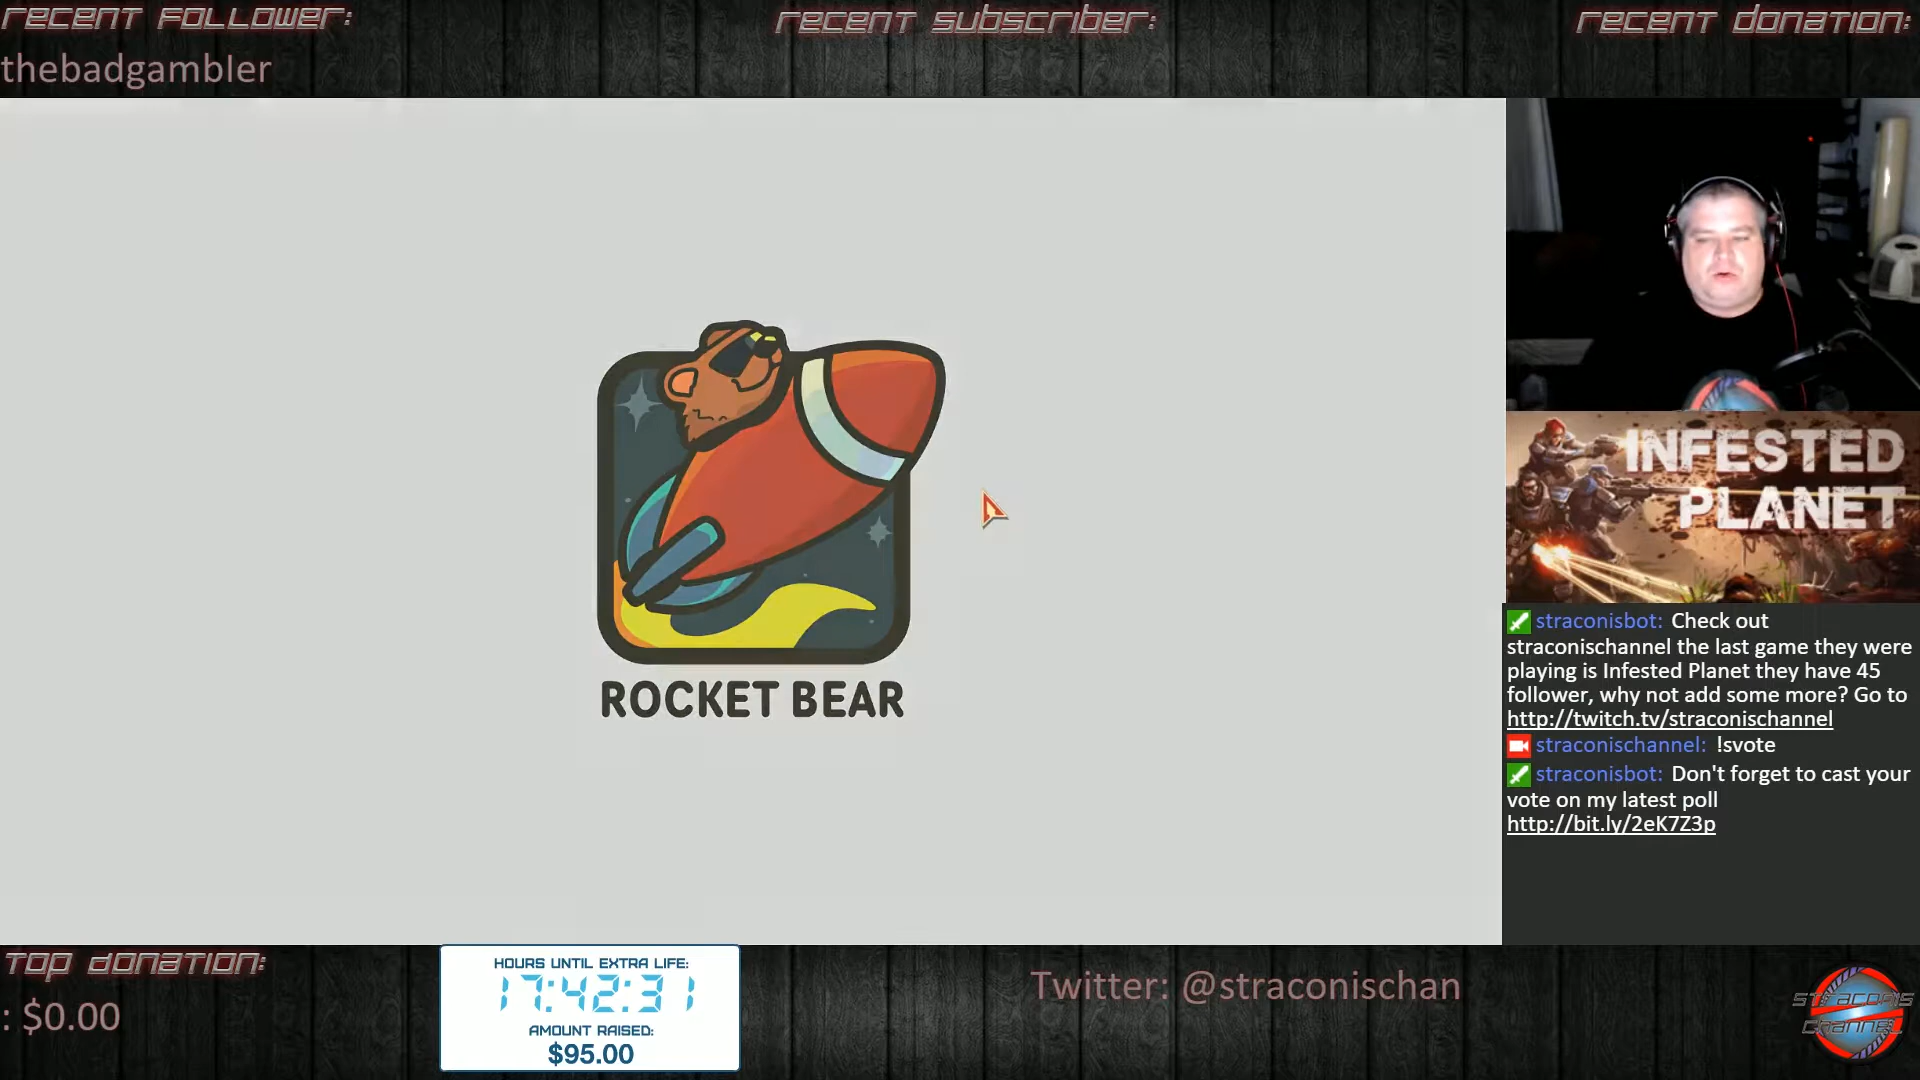 recent follower:
recent subscriber:
recent donation:
thebadgambler
ROCKET BEAR
INFESTED
PLANET
straconisbot: Check out
straconischannel the last game they were
playing is Infested Planet they have 45
follower, why not add some more? Go to
http://twitch.tv/straconischannel
straconischannel: !svote
straconisbot: Don't forget to cast your
vote on my latest poll
http://bit.ly/2eK7Z3p
Top donation:
: $0.00
HOURS UNTIL EXTRA LIFE:
17:42:31
AMOUNT RAISED:
$95.00
Twitter: @straconischan
STRACONIS
CHANNEL